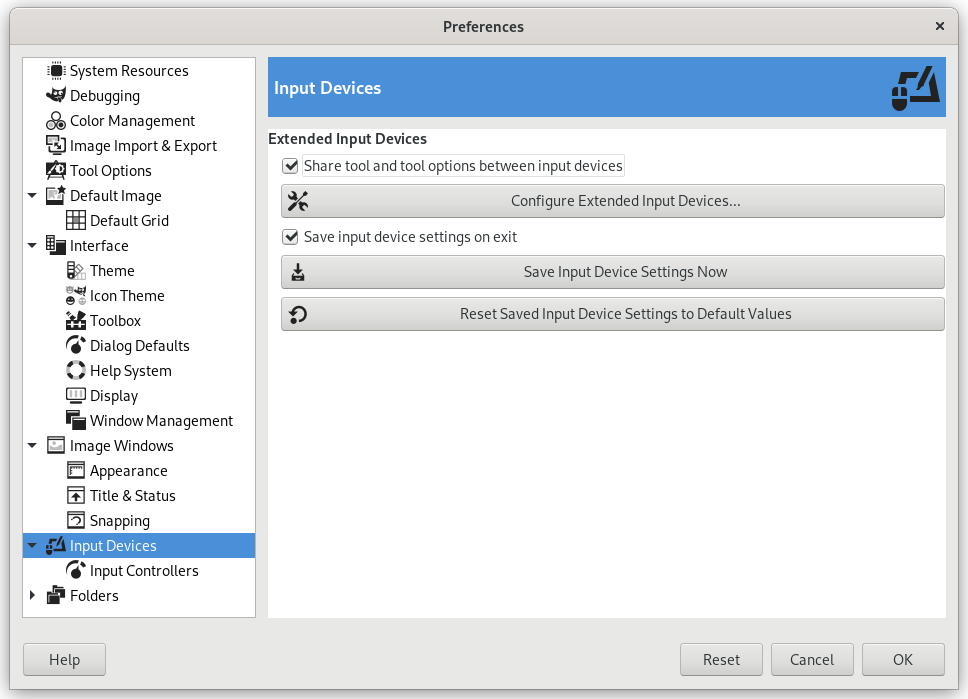 Preferences
System Resources
Debugging
Color Management
Image Import & Export
Tool Options
Default Image
Default Grid
Interface
Theme
Icon Theme
Toolbox
Dialog Defaults
Help System
Display
Window Management
Image Windows
Appearance
Title & Status
Snapping
Input Devices
Input Controllers
Folders
Input Devices
Extended Input Devices
Share tool and tool options between input devices
Configure Extended Input Devices...
Save input device settings on exit
Save Input Device Settings Now
Reset Saved Input Device Settings to Default Values
Help
Reset
Cancel
OK